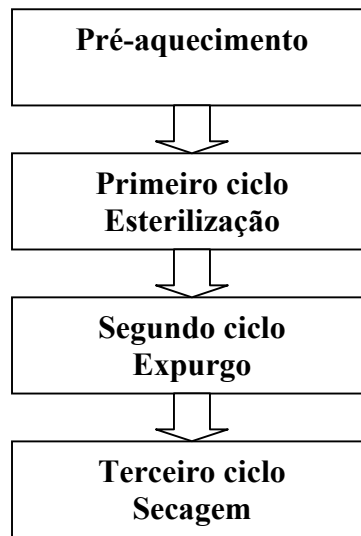 Pré-aquecimento
Primeiro ciclo
Esterilização
Segundo ciclo
Expurgo
Terceiro ciclo
Secagem